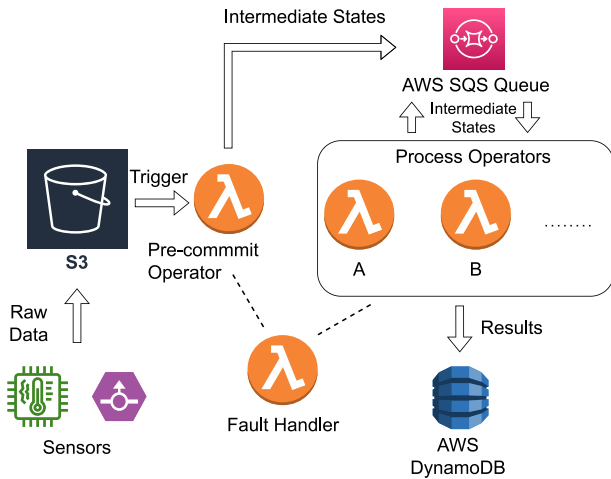 Intermediate States
AWS SQS Queue
Intermediate
States
Process Operators
Trigger
S3
Pre-commmit
Operator
A
B
........
Raw
Data
Results
Fault Handler
Sensors
AWS
DynamoDB